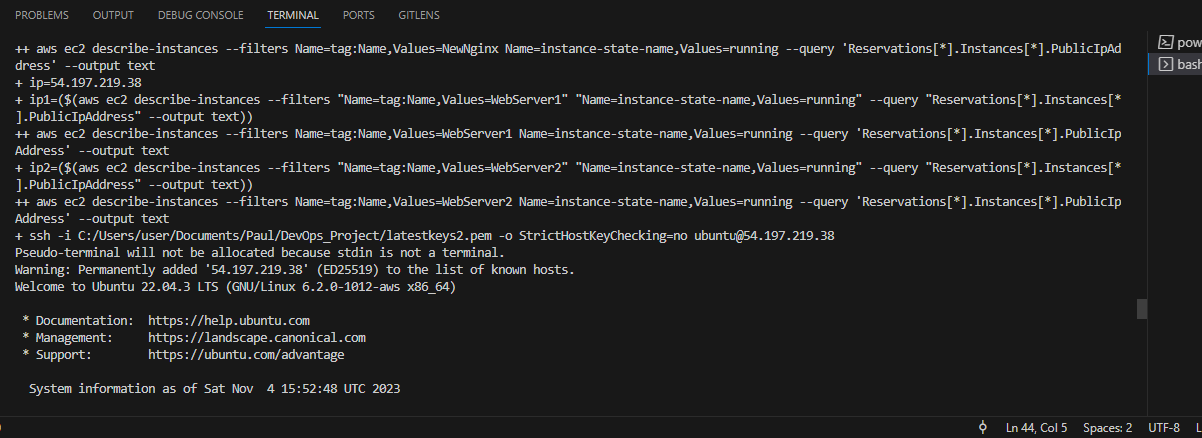 PROBLEMS OUTPUT DEBUG CONSOLE TERMINAL PORTS GITLENS
++ aws ec2 describe-instances --filters Name=tag:Name,Values=NewNginx Name=instance-state-name,Values=running --query 'Reservations[*].Instances[*].PublicIpAd
dress' --output text
+ ip=54.197.219.38
+ ip1=($(aws ec2 describe-instances --filters "Name=tag:Name,Values=WebServer1" "Name=instance-state-name,Values=running" --query "Reservations[*].Instances[*
].PublicIpAddress" --output text))
++ aws ec2 describe-instances --filters Name=tag:Name,Values=WebServer1 Name=instance-state-name,Values=running --query 'Reservations[*].Instances[*].PublicIp
Address' --output text
+ ip2=($(aws ec2 describe-instances --filters "Name=tag:Name,Values=WebServer2" "Name=instance-state-name,Values=running" --query "Reservations[*].Instances[*
].PublicIpAddress" --output text))
++ aws ec2 describe-instances --filters Name=tag:Name,Values=WebServer2 Name=instance-state-name,Values=running --query 'Reservations[*].Instances[*].PublicIp
Address' --output text
+ ssh -i C:/Users/user/Documents/Paul/DevOps_Project/latestkeys2.pem -o StrictHostKeyChecking=no ubuntu@54.197.219.38
Pseudo-terminal will not be allocated because stdin is not a terminal.
Warning: Permanently added '54.197.219.38' (ED25519) to the list of known hosts.
Welcome to Ubuntu 22.04.3 LTS (GNU/Linux 6.2.0-1012-aws x86_64)
* Documentation: https://help.ubuntu.com
* Management: https://landscape.canonical.com
* Support: https://ubuntu.com/advantage
System information as of Sat Nov 4 15:52:48 UTC 2023
pow
bash
Ln 44, Col 5 Spaces: 2 UTF-8 L